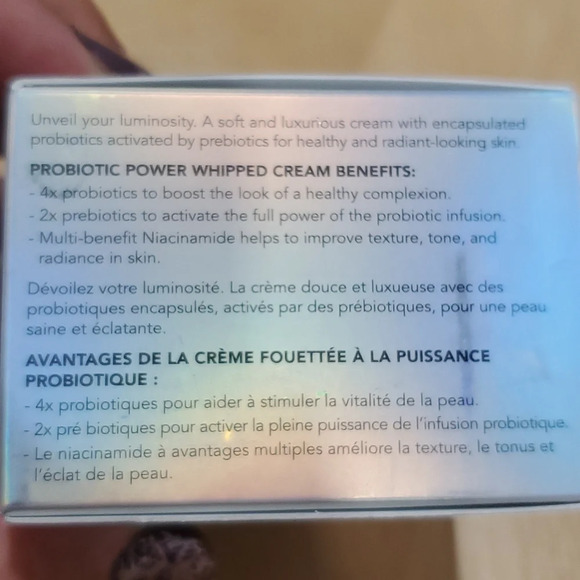 Unveil your luminosity. A soft and luxurious cream with encapsulated
probiotics activated by prebiotics for healthy and radiant-looking skin.
PROBIOTIC POWER WHIPPED CREAM BENEFITS:
- 4x probiotics to boost the look of a healthy complexion.
- 2x prebiotics to activate the full power of the probiotic infusion.
- Multi-benefit Niacinamide helps to improve texture, tone, and
radiance in skin.
Dévoilez votre luminosité. La crème douce et luxueuse avec des
probiotiques encapsulés, activés par des prébiotiques, pour une peau
saine et éclatante.
AVANTAGES DE LA CRÈME FOUETTÉE À LA PUISSANCE
PROBIOTIQUE :
- 4x probiotiques pour aider à stimuler la vitalité de la peau.
- 2x pré biotiques pour activer la pleine puissance de l'infusion probiotique.
- Le niacinamide à avantages multiples améliore la texture, le tonus et
l'éclat de la peau.